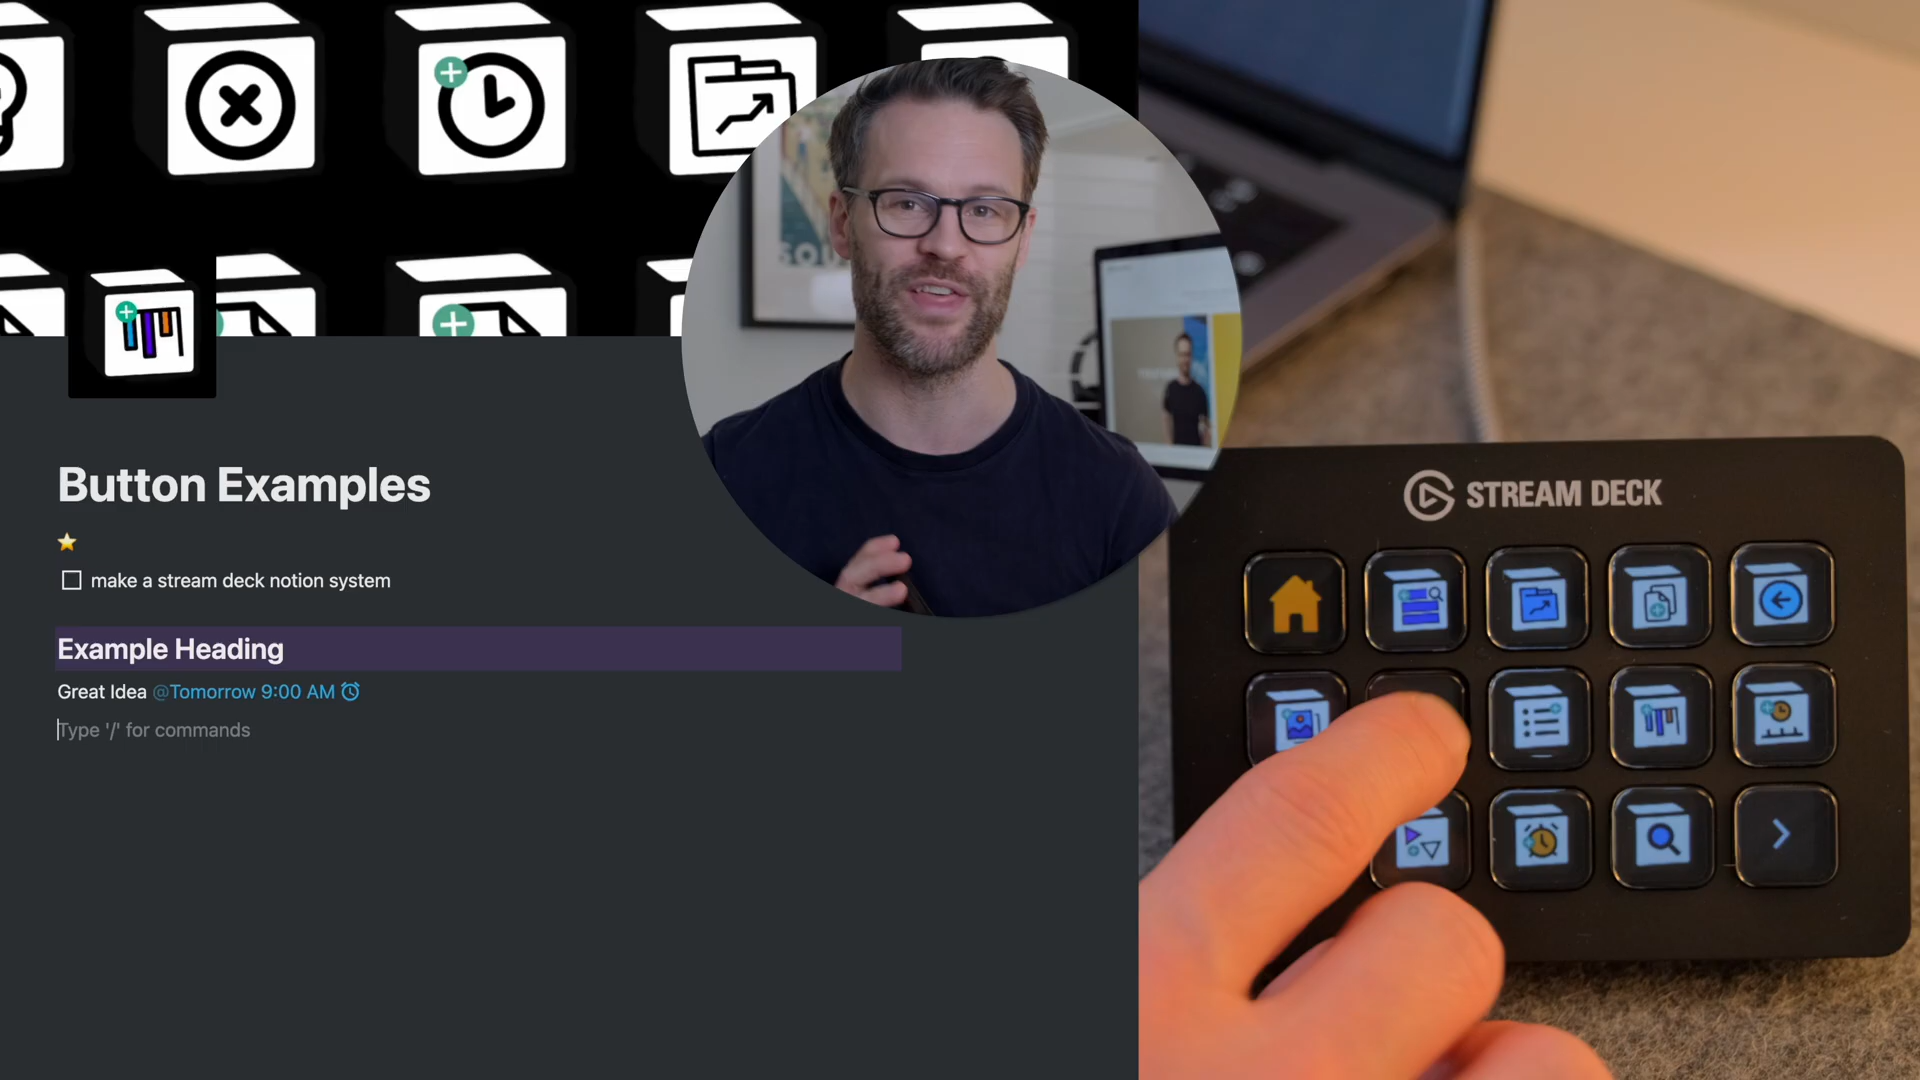 Button Examples
make a stream deck notion system
Example Heading
Great Idea @Tomorrow 9:00 AM
Type '/' for commands
SOU
STREAM DECK